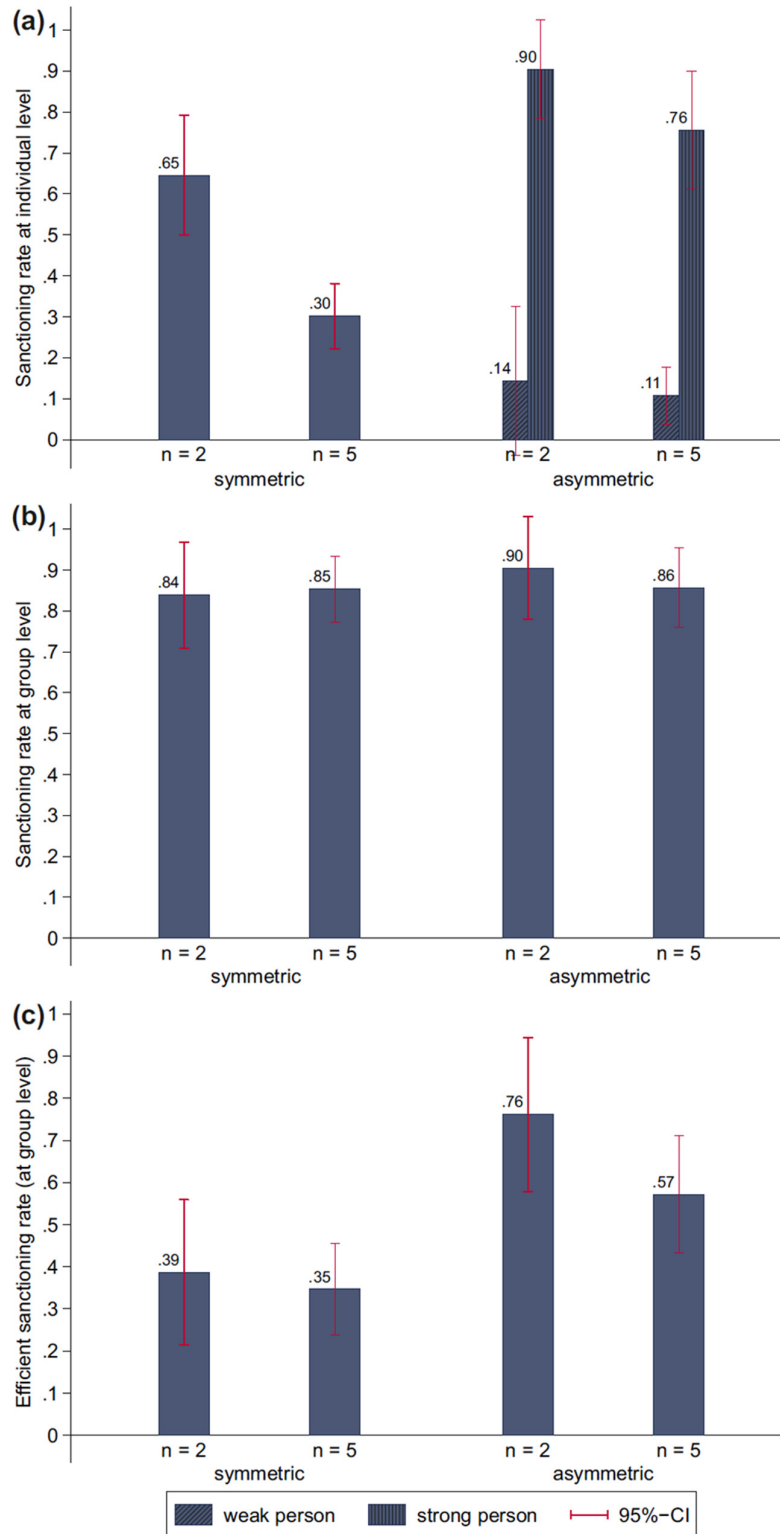 (a)
Sanctioning rate at individual level
1
.9
.8
.7
.6
.5
.4
.3
.2
.1
0
.65
.30
.14
.90
.11
.76
n = 2
n = 5
n = 2
n = 5
symmetric
asymmetric
(b)
Sanctioning rate at group level
1
.9
.8
.7
.6
.5
.4
.3
.2
.1
0
.84
.85
.90
.86
n = 2
n = 5
n = 2
n = 5
symmetric
asymmetric
(c)
Efficient sanctioning rate (at group level)
1
.9
.8
.7
.6
.5
.4
.3
.2
.1
0
.39
.35
.76
.57
n = 2
n = 5
n = 2
n = 5
symmetric
asymmetric
weak person
strong person
95%−CI